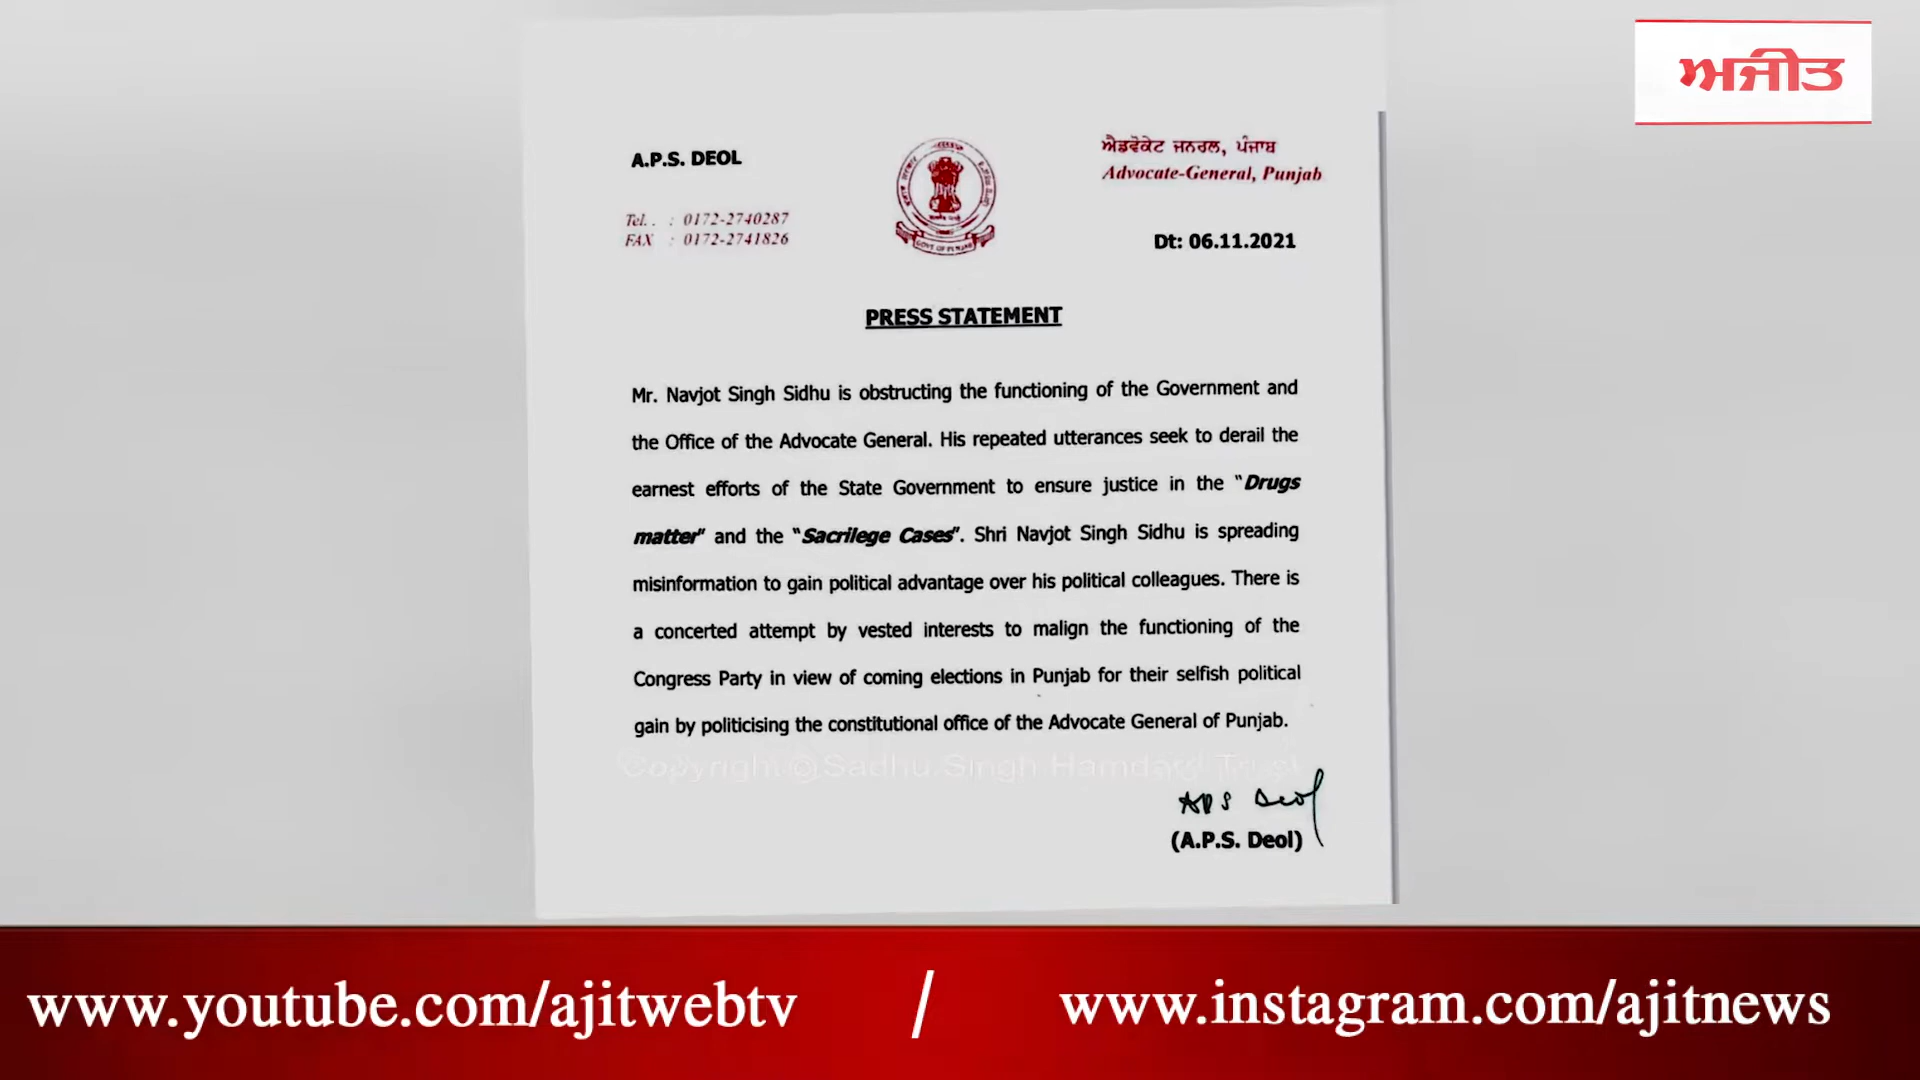 ਅਜੀਤ
A.P.S. DEOL
ਐਡਵੋਕੇਟ ਜਨਰਲ, ਪੰਜਾਬ
Advocate-General, Punjab
Tel. . : 0172-2740287
FAX : 0172-2741826
GOVT OF PUNJAB
Dt: 06.11.2021
PRESS STATEMENT
Mr. Navjot Singh Sidhu is obstructing the functioning of the Government and
the Office of the Advocate General. His repeated utterances seek to derail the
earnest efforts of the State Government to ensure justice in the "Drugs
matter" and the "Sacrilege Cases". Shri Navjot Singh Sidhu is spreading
misinformation to gain political advantage over his political colleagues. There is
a concerted attempt by vested interests to malign the functioning of the
Congress Party in view of coming elections in Punjab for their selfish political
gain by politicising the constitutional office of the Advocate General of Punjab.
Copyright ©Sadhu Singh Hamdard Trust
APS Deol
(A.P.S. Deol)
www.youtube.com/ajitwebtv / www.instagram.com/ajitnews